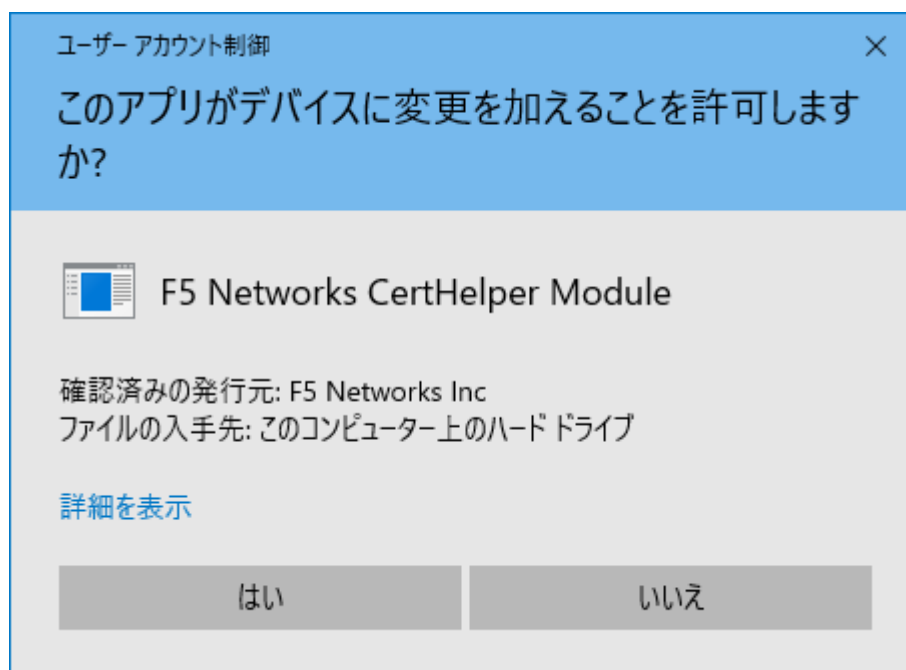 ユーザー アカウント制御
このアプリがデバイスに変更を加えることを許可します
か?
F5 Networks CertHelper Module
確認済みの発行元: F5 Networks Inc
ファイルの入手先: このコンピューター上のハード ドライブ
詳細を表示
はい
いいえ